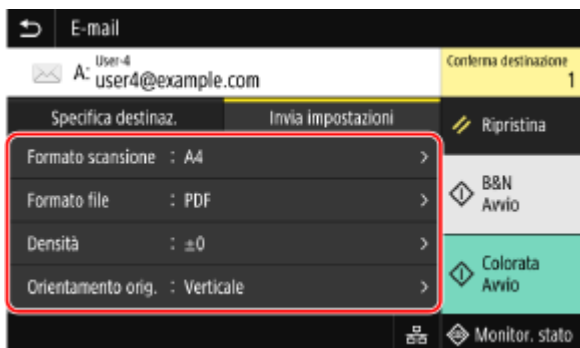 E-mail
A: User-4
user4@example.com
Conferma destinazione
1
Specifica destinaz.
Invia impostazioni
Ripristina
Formato scansione : A4
Formato file : PDF
Densità : ±0
Orientamento orig. : Verticale
B&N
Avvio
Colorata
Avvio
Monitor. stato